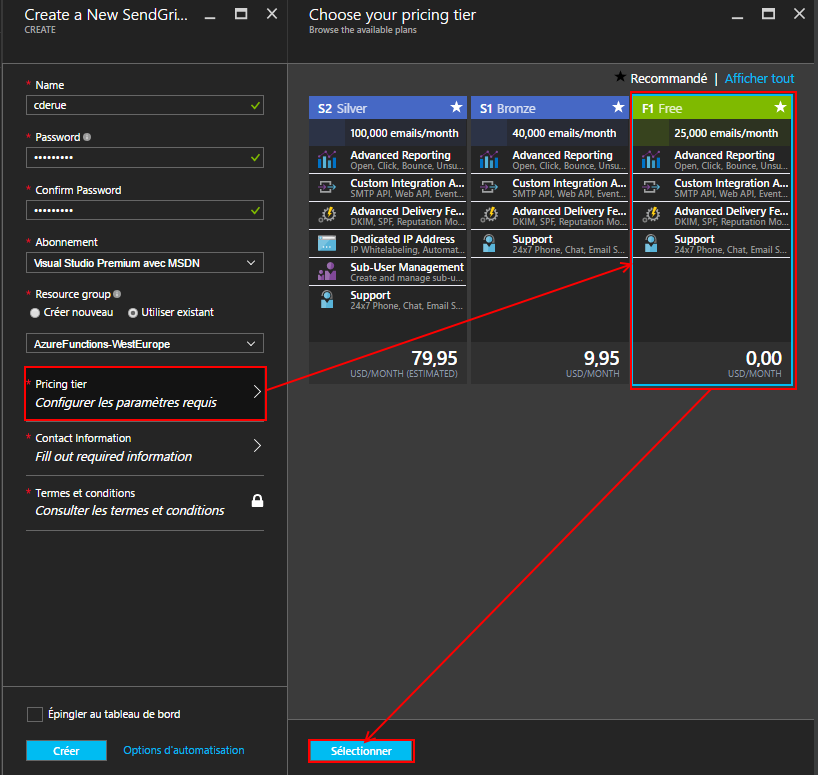 Create a New SendGri...
CREATE
* Name
cderue
* Password
•••••••••
* Confirm Password
•••••••••
* Abonnement
Visual Studio Premium avec MSDN
* Resource group
Créer nouveau
Utiliser existant
AzureFunctions-WestEurope
* Pricing tier
Configurer les paramètres requis
* Contact Information
Fill out required information
* Termes et conditions
Consulter les termes et conditions
Épingler au tableau de bord
Créer
Options d'automatisation
Choose your pricing tier
Browse the available plans
★ Recommandé | Afficher tout
S2 Silver ★
100,000 emails/month
Advanced Reporting
Open, Click, Bounce, Unsu...
Custom Integration A...
SMTP API, Web API, Event...
Advanced Delivery Fe...
DKIM, SPF, Reputation Mo...
Dedicated IP Address
IP Whitelabeling, Automat...
Sub-User Management
Create and manage sub-u...
Support
24x7 Phone, Chat, Email S...
79,95
USD/MONTH (ESTIMATED)
S1 Bronze ★
40,000 emails/month
Advanced Reporting
Open, Click, Bounce, Unsu...
Custom Integration A...
SMTP API, Web API, Event...
Advanced Delivery Fe...
DKIM, SPF, Reputation Mo...
Support
24x7 Phone, Chat, Email S...
9,95
USD/MONTH
F1 Free ★
25,000 emails/month
Advanced Reporting
Open, Click, Bounce, Unsu...
Custom Integration A...
SMTP API, Web API, Event...
Advanced Delivery Fe...
DKIM, SPF, Reputation Mo...
Support
24x7 Phone, Chat, Email S...
0,00
USD/MONTH
Sélectionner